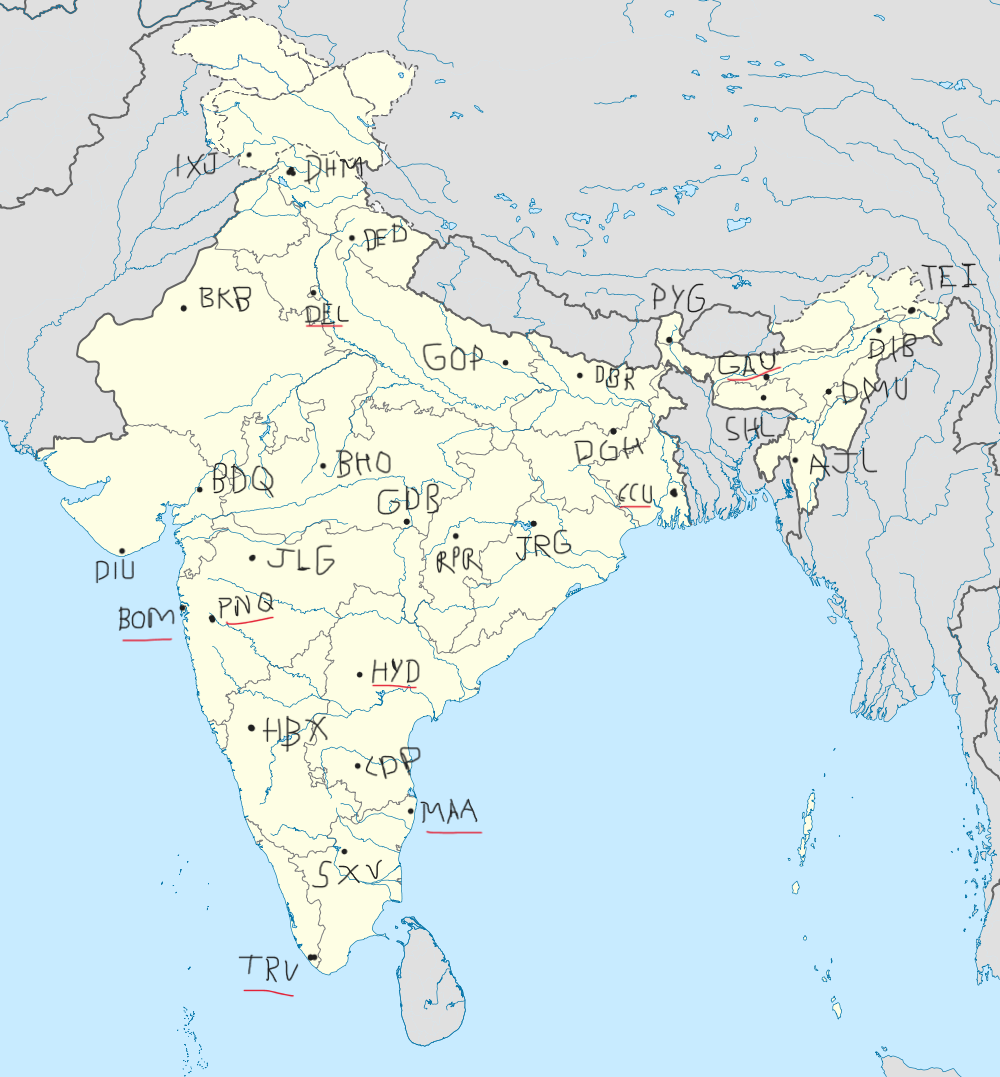 IXJ
DHM
DED
BKB
DEL
TEI
PYG
GOP
DBR
GAU
DIB
DMU
SHL
DGH
AJL
BHO
BDQ
GDB
CCU
JRG
RPR
JLG
DIU
BOM
PNQ
HYD
HBX
CDP
MAA
SXV
TRV